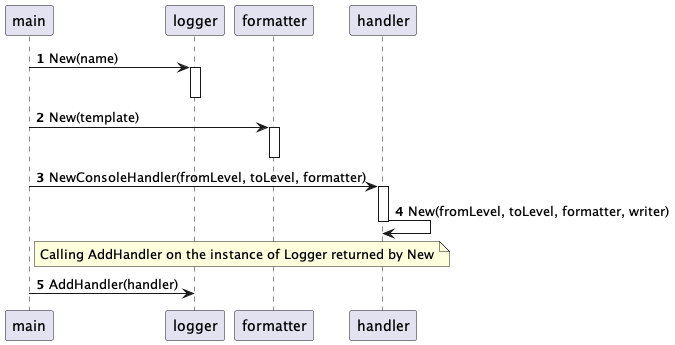 main logger formatter handler
1 New(name)
2 New(template)
3 NewConsoleHandler(fromLevel, toLevel, formatter)
4 New(fromLevel, toLevel, formatter, writer)
Calling AddHandler on the instance of Logger returned by New
5 AddHandler(handler)
main logger formatter handler